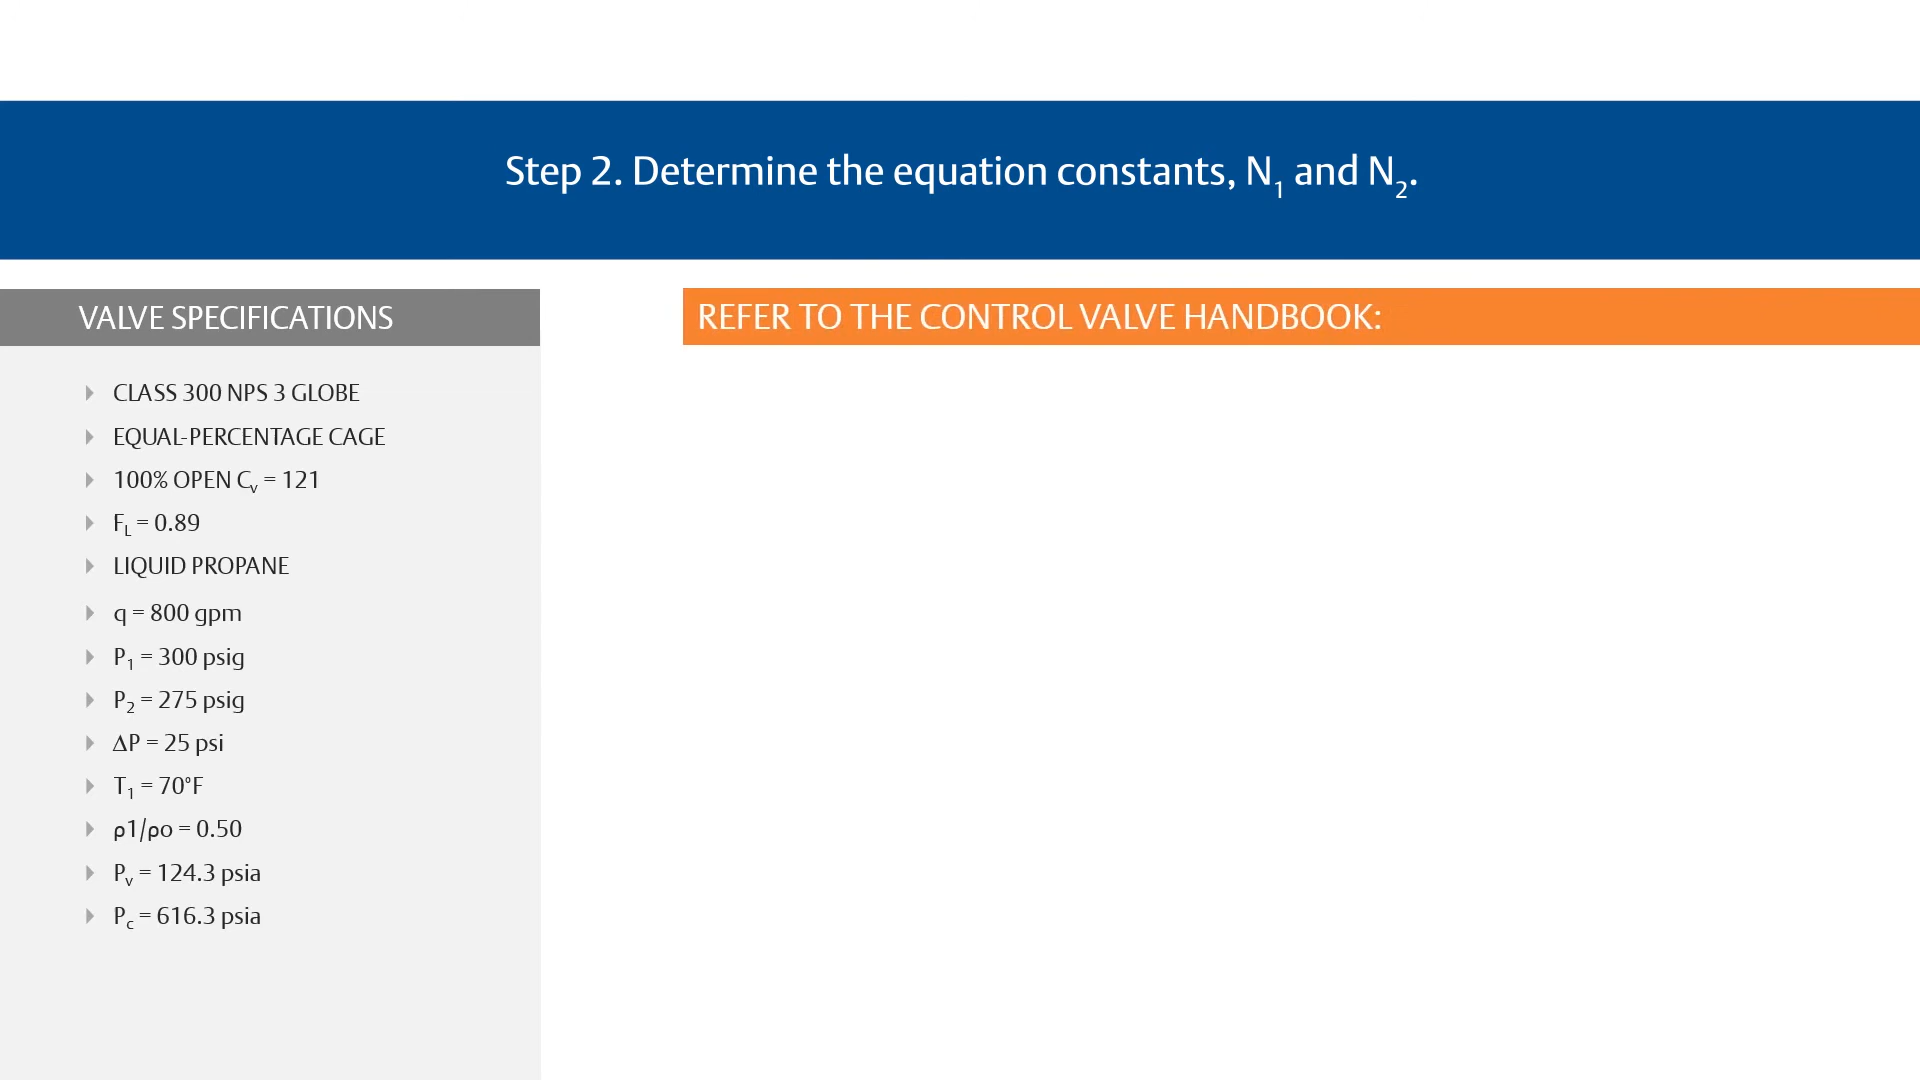 Step 2. Determine the equation constants, N₁ and N₂.
VALVE SPECIFICATIONS
CLASS 300 NPS 3 GLOBE
EQUAL-PERCENTAGE CAGE
100% OPEN Cᵥ = 121
F_L = 0.89
LIQUID PROPANE
q = 800 gpm
P₁ = 300 psig
P₂ = 275 psig
ΔP = 25 psi
T₁ = 70°F
ρ1/ρo = 0.50
Pᵥ = 124.3 psia
P_c = 616.3 psia
REFER TO THE CONTROL VALVE HANDBOOK: